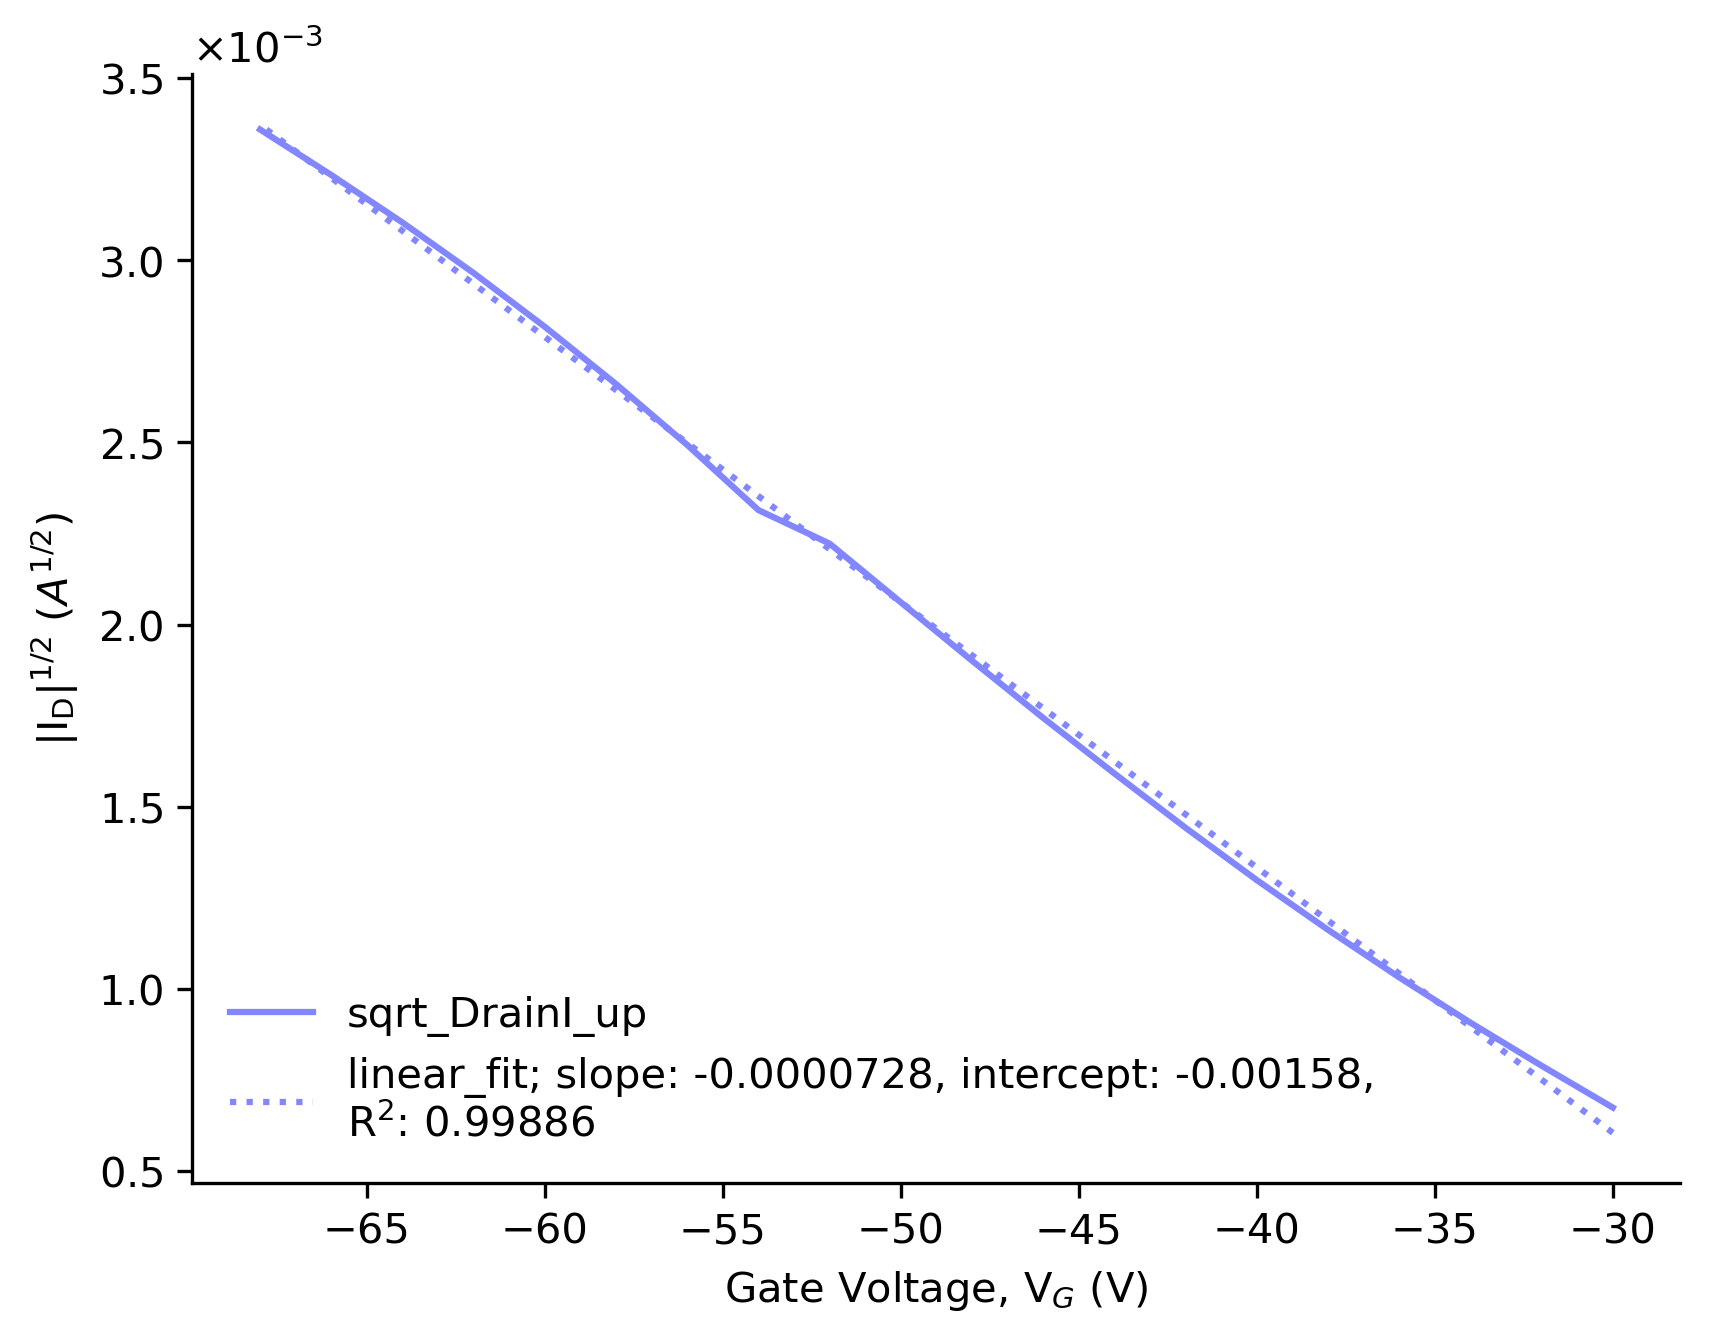 ×10⁻³
3.5
3.0
2.5
2.0
1.5
1.0
0.5
|I_D|^{1/2} (A^{1/2})
sqrt_DrainI_up
linear_fit; slope: -0.0000728, intercept: -0.00158,
R²: 0.99886
−65 −60 −55 −50 −45 −40 −35 −30
Gate Voltage, V_G (V)